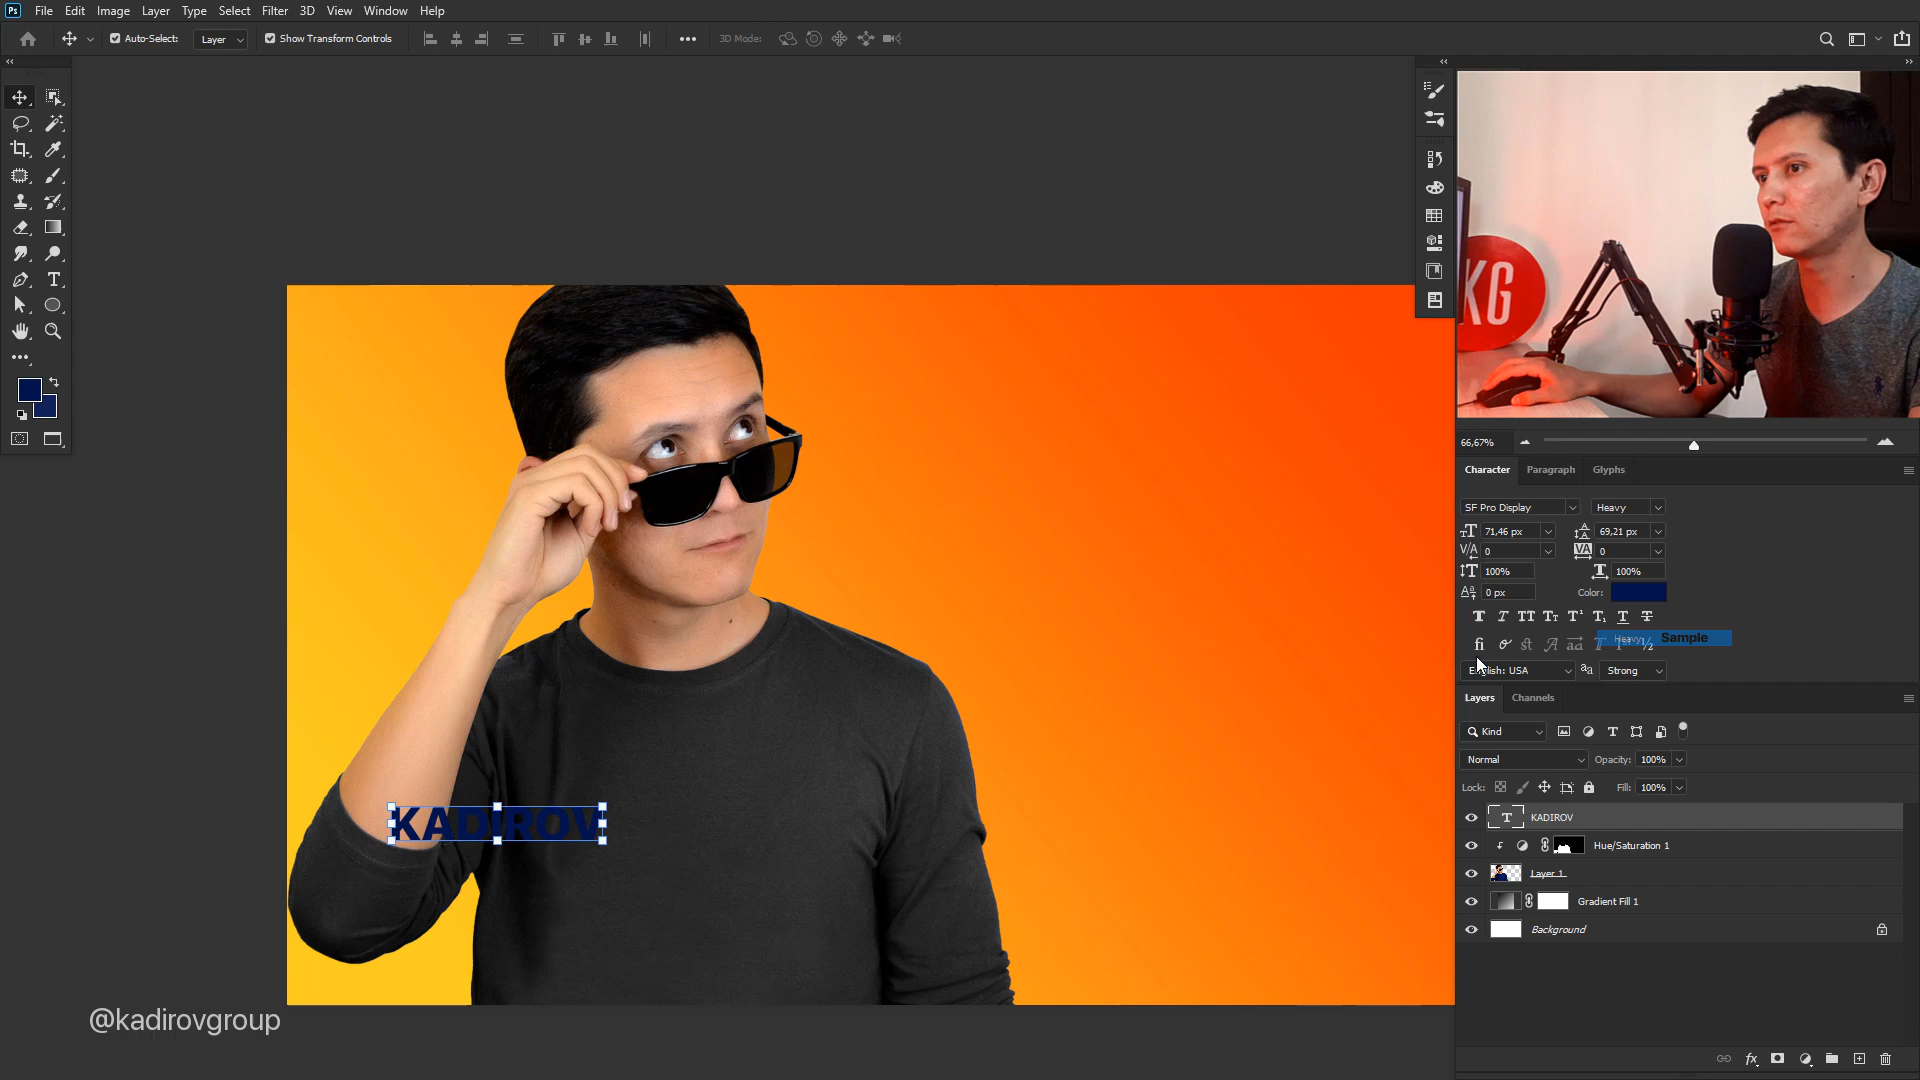 Ps File Edit Image Layer Type Select Filter 3D View Window Help
Auto-Select: Layer Show Transform Controls 3D Mode:
KG
66,67%
Character Paragraph Glyphs
SF Pro Display Heavy
71,46 px 69,21 px
0 0
100% 100%
0 px Color:
Heavy Sample
English: USA Strong
Layers Channels
Kind
Normal Opacity: 100%
Lock: Fill: 100%
KADIROV
Hue/Saturation 1
Layer 1
Gradient Fill 1
Background
KADIROV
@kadirovgroup